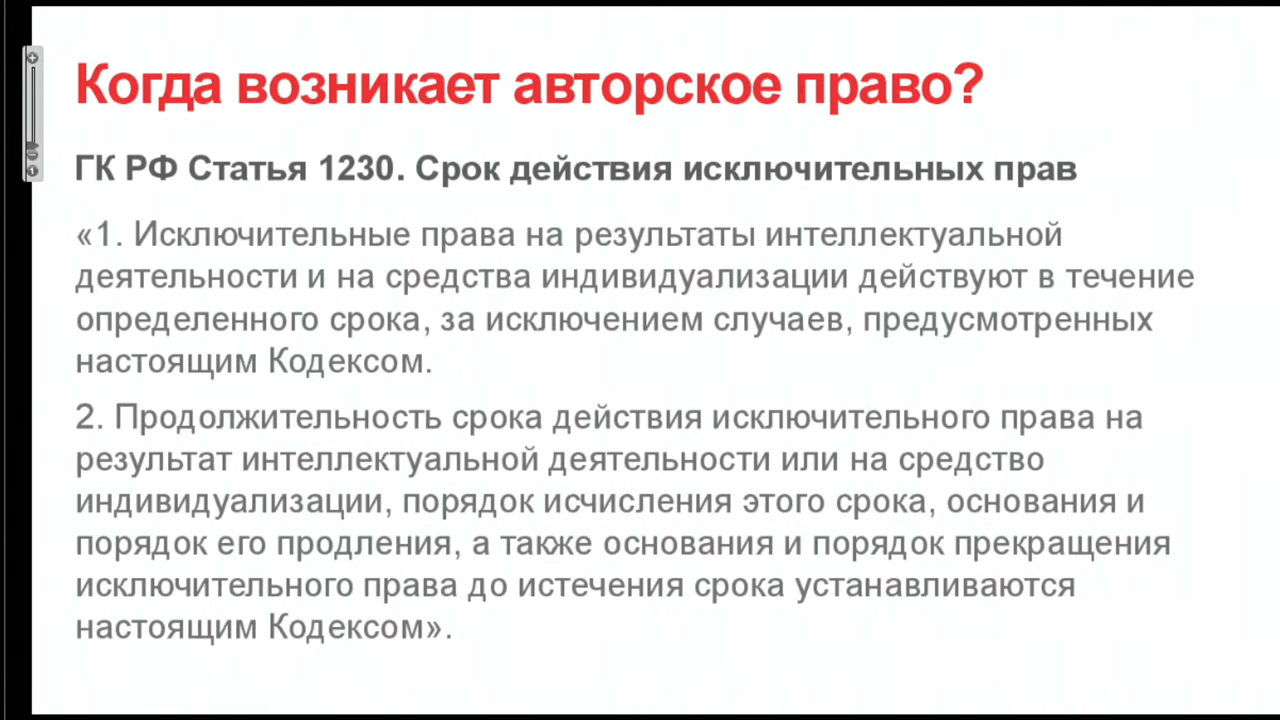 Когда возникает авторское право?
ГК РФ Статья 1230. Срок действия исключительных прав
«1. Исключительные права на результаты интеллектуальной
деятельности и на средства индивидуализации действуют в течение
определенного срока, за исключением случаев, предусмотренных
настоящим Кодексом.
2. Продолжительность срока действия исключительного права на
результат интеллектуальной деятельности или на средство
индивидуализации, порядок исчисления этого срока, основания и
порядок его продления, а также основания и порядок прекращения
исключительного права до истечения срока устанавливаются
настоящим Кодексом».